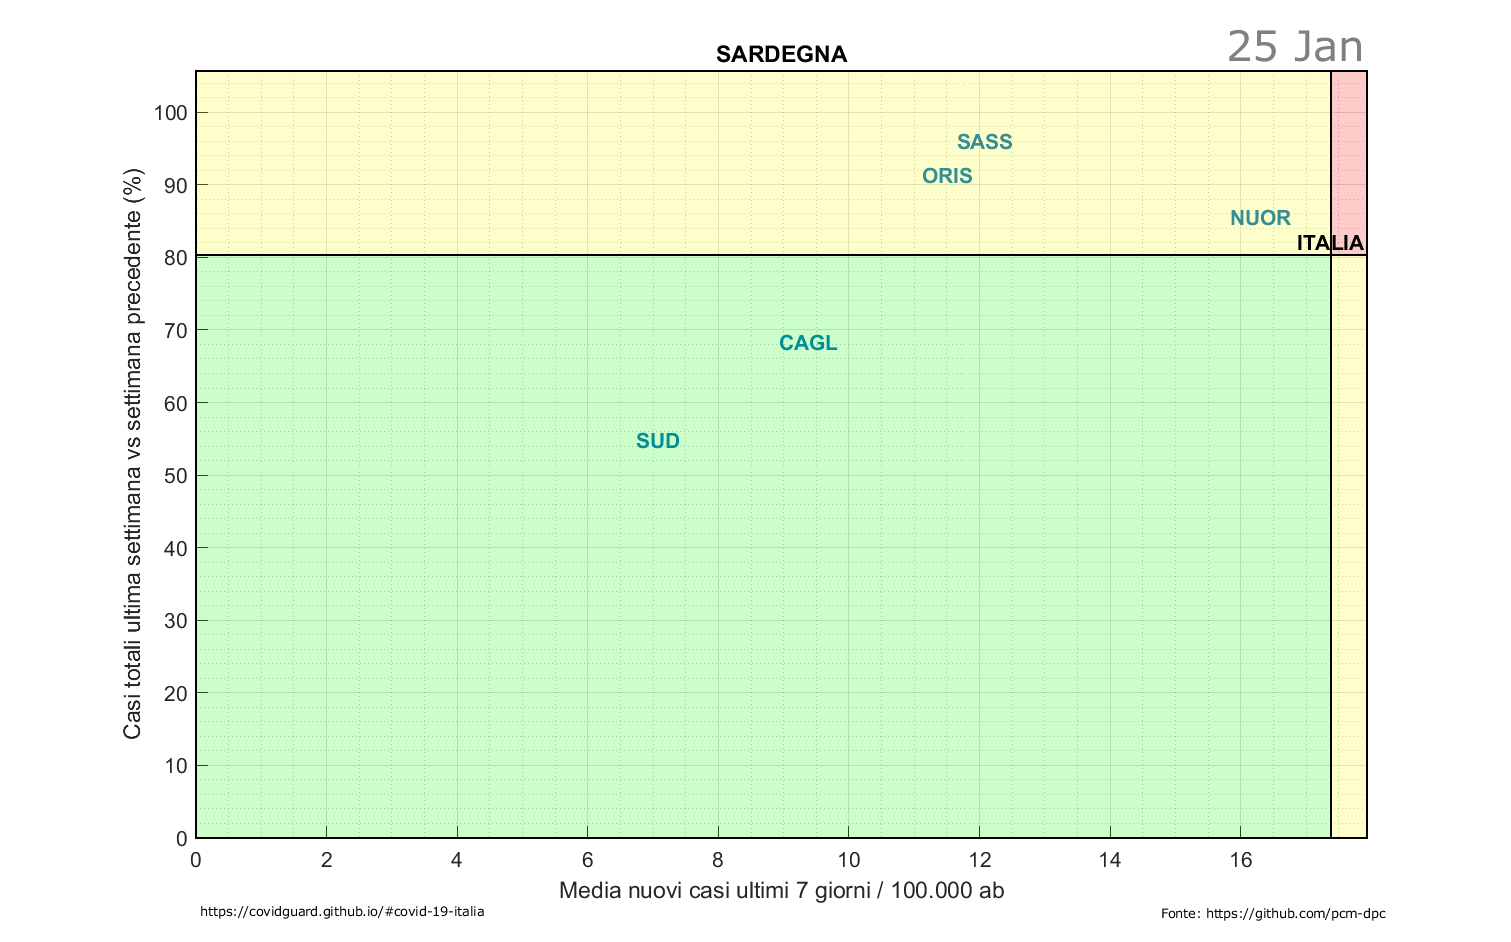 25 Jan
SARDEGNA
Casi totali ultima settimana vs settimana precedente (%)
100
90
80
70
60
50
40
30
20
10
0
SASS
ORIS
NUOR
ITALIA
CAGL
SUD
0 2 4 6 8 10 12 14 16
Media nuovi casi ultimi 7 giorni / 100.000 ab
https://covidguard.github.io/#covid-19-italia
Fonte: https://github.com/pcm-dpc